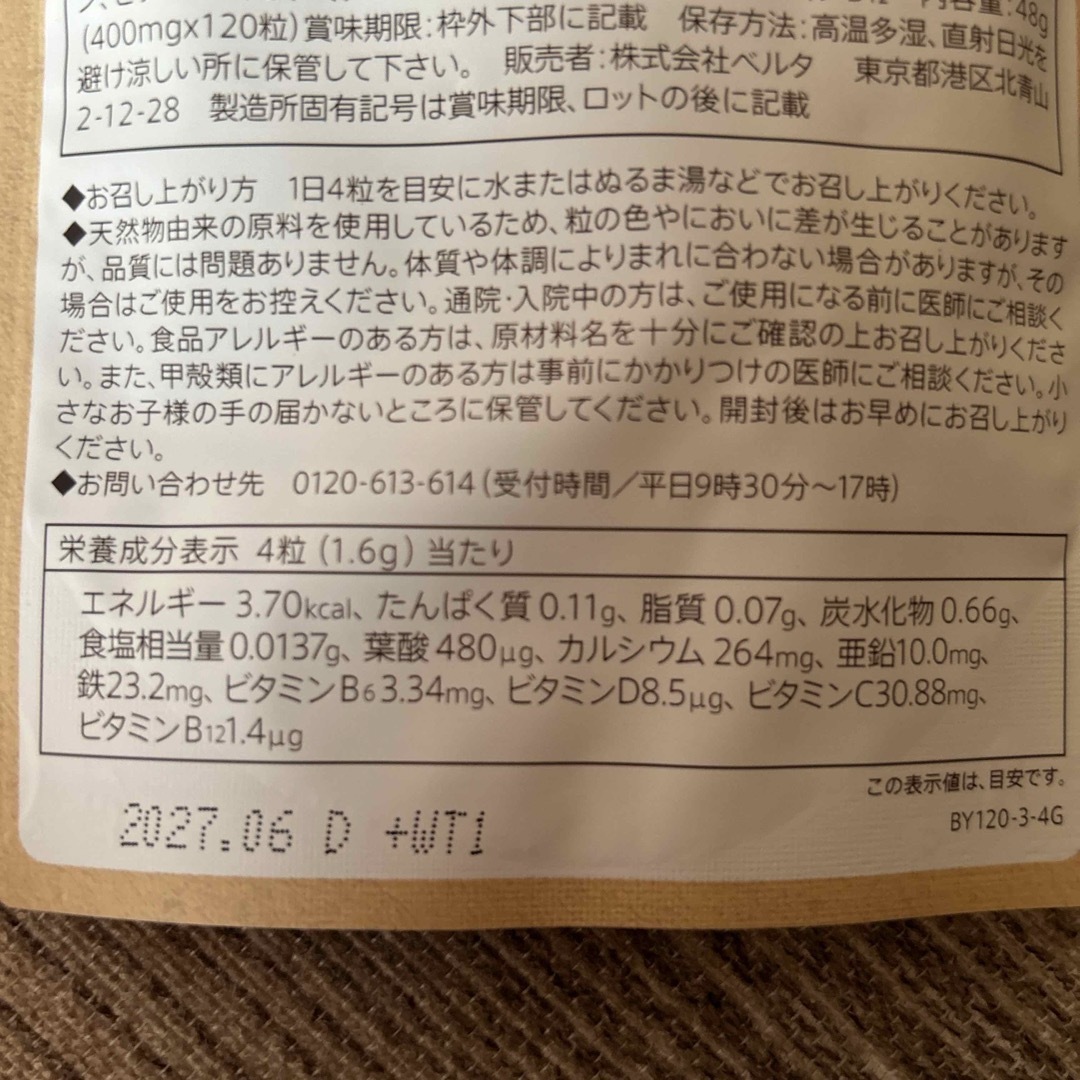 内容量:48g
(400mg×120粒) 賞味期限:枠外下部に記載 保存方法:高温多湿、直射日光を
避け涼しい所に保管して下さい。 販売者:株式会社ベルタ 東京都港区北青山
2-12-28 製造所固有記号は賞味期限、ロットの後に記載
◆お召し上がり方 1日4粒を目安に水またはぬるま湯などでお召し上がりください。
◆天然物由来の原料を使用しているため、粒の色やにおいに差が生じることがあります
が、品質には問題ありません。体質や体調によりまれに合わない場合がありますが、その
場合はご使用をお控えください。通院・入院中の方は、ご使用になる前に医師にご相談く
ださい。食品アレルギーのある方は、原材料名を十分にご確認の上お召し上がりくださ
い。また、甲殻類にアレルギーのある方は事前にかかりつけの医師にご相談ください。小
さなお子様の手の届かないところに保管してください。開封後はお早めにお召し上がり
ください。
◆お問い合わせ先 0120-613-614(受付時間/平日9時30分〜17時)
栄養成分表示 4粒(1.6g)当たり
エネルギー 3.70kcal、たんぱく質 0.11g、脂質 0.07g、炭水化物 0.66g、
食塩相当量 0.0137g、葉酸 480μg、カルシウム 264mg、亜鉛10.0mg、
鉄23.2mg、ビタミンB6 3.34mg、ビタミンD8.5μg、ビタミンC30.88mg、
ビタミンB12 1.4μg
この表示値は、目安です。
BY120-3-4G
2027.06 D +WT1